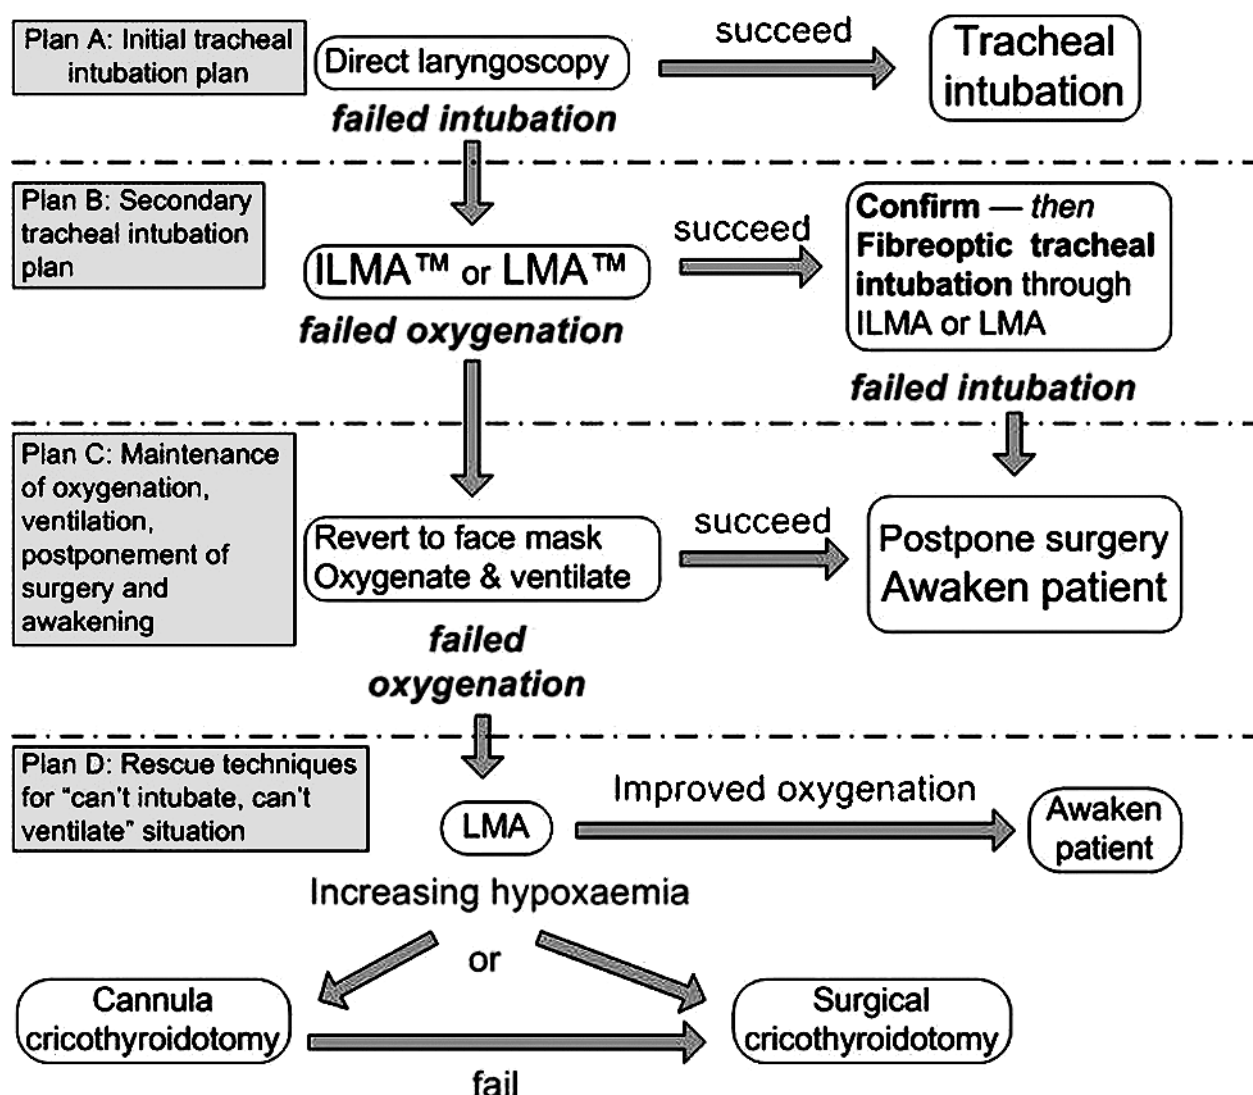 Plan A: Initial tracheal
intubation plan
Direct laryngoscopy
succeed
Tracheal
intubation
failed intubation
Plan B: Secondary
tracheal intubation
plan
ILMA™ or LMA™
succeed
Confirm — then
Fibreoptic tracheal
intubation through
ILMA or LMA
failed oxygenation
failed intubation
Plan C: Maintenance
of oxygenation,
ventilation,
postponement of
surgery and
awakening
Revert to face mask
Oxygenate & ventilate
succeed
Postpone surgery
Awaken patient
failed
oxygenation
Plan D: Rescue techniques
for "can't intubate, can't
ventilate" situation
LMA
Improved oxygenation
Awaken
patient
Increasing hypoxaemia
or
Cannula
cricothyroidotomy
Surgical
cricothyroidotomy
fail